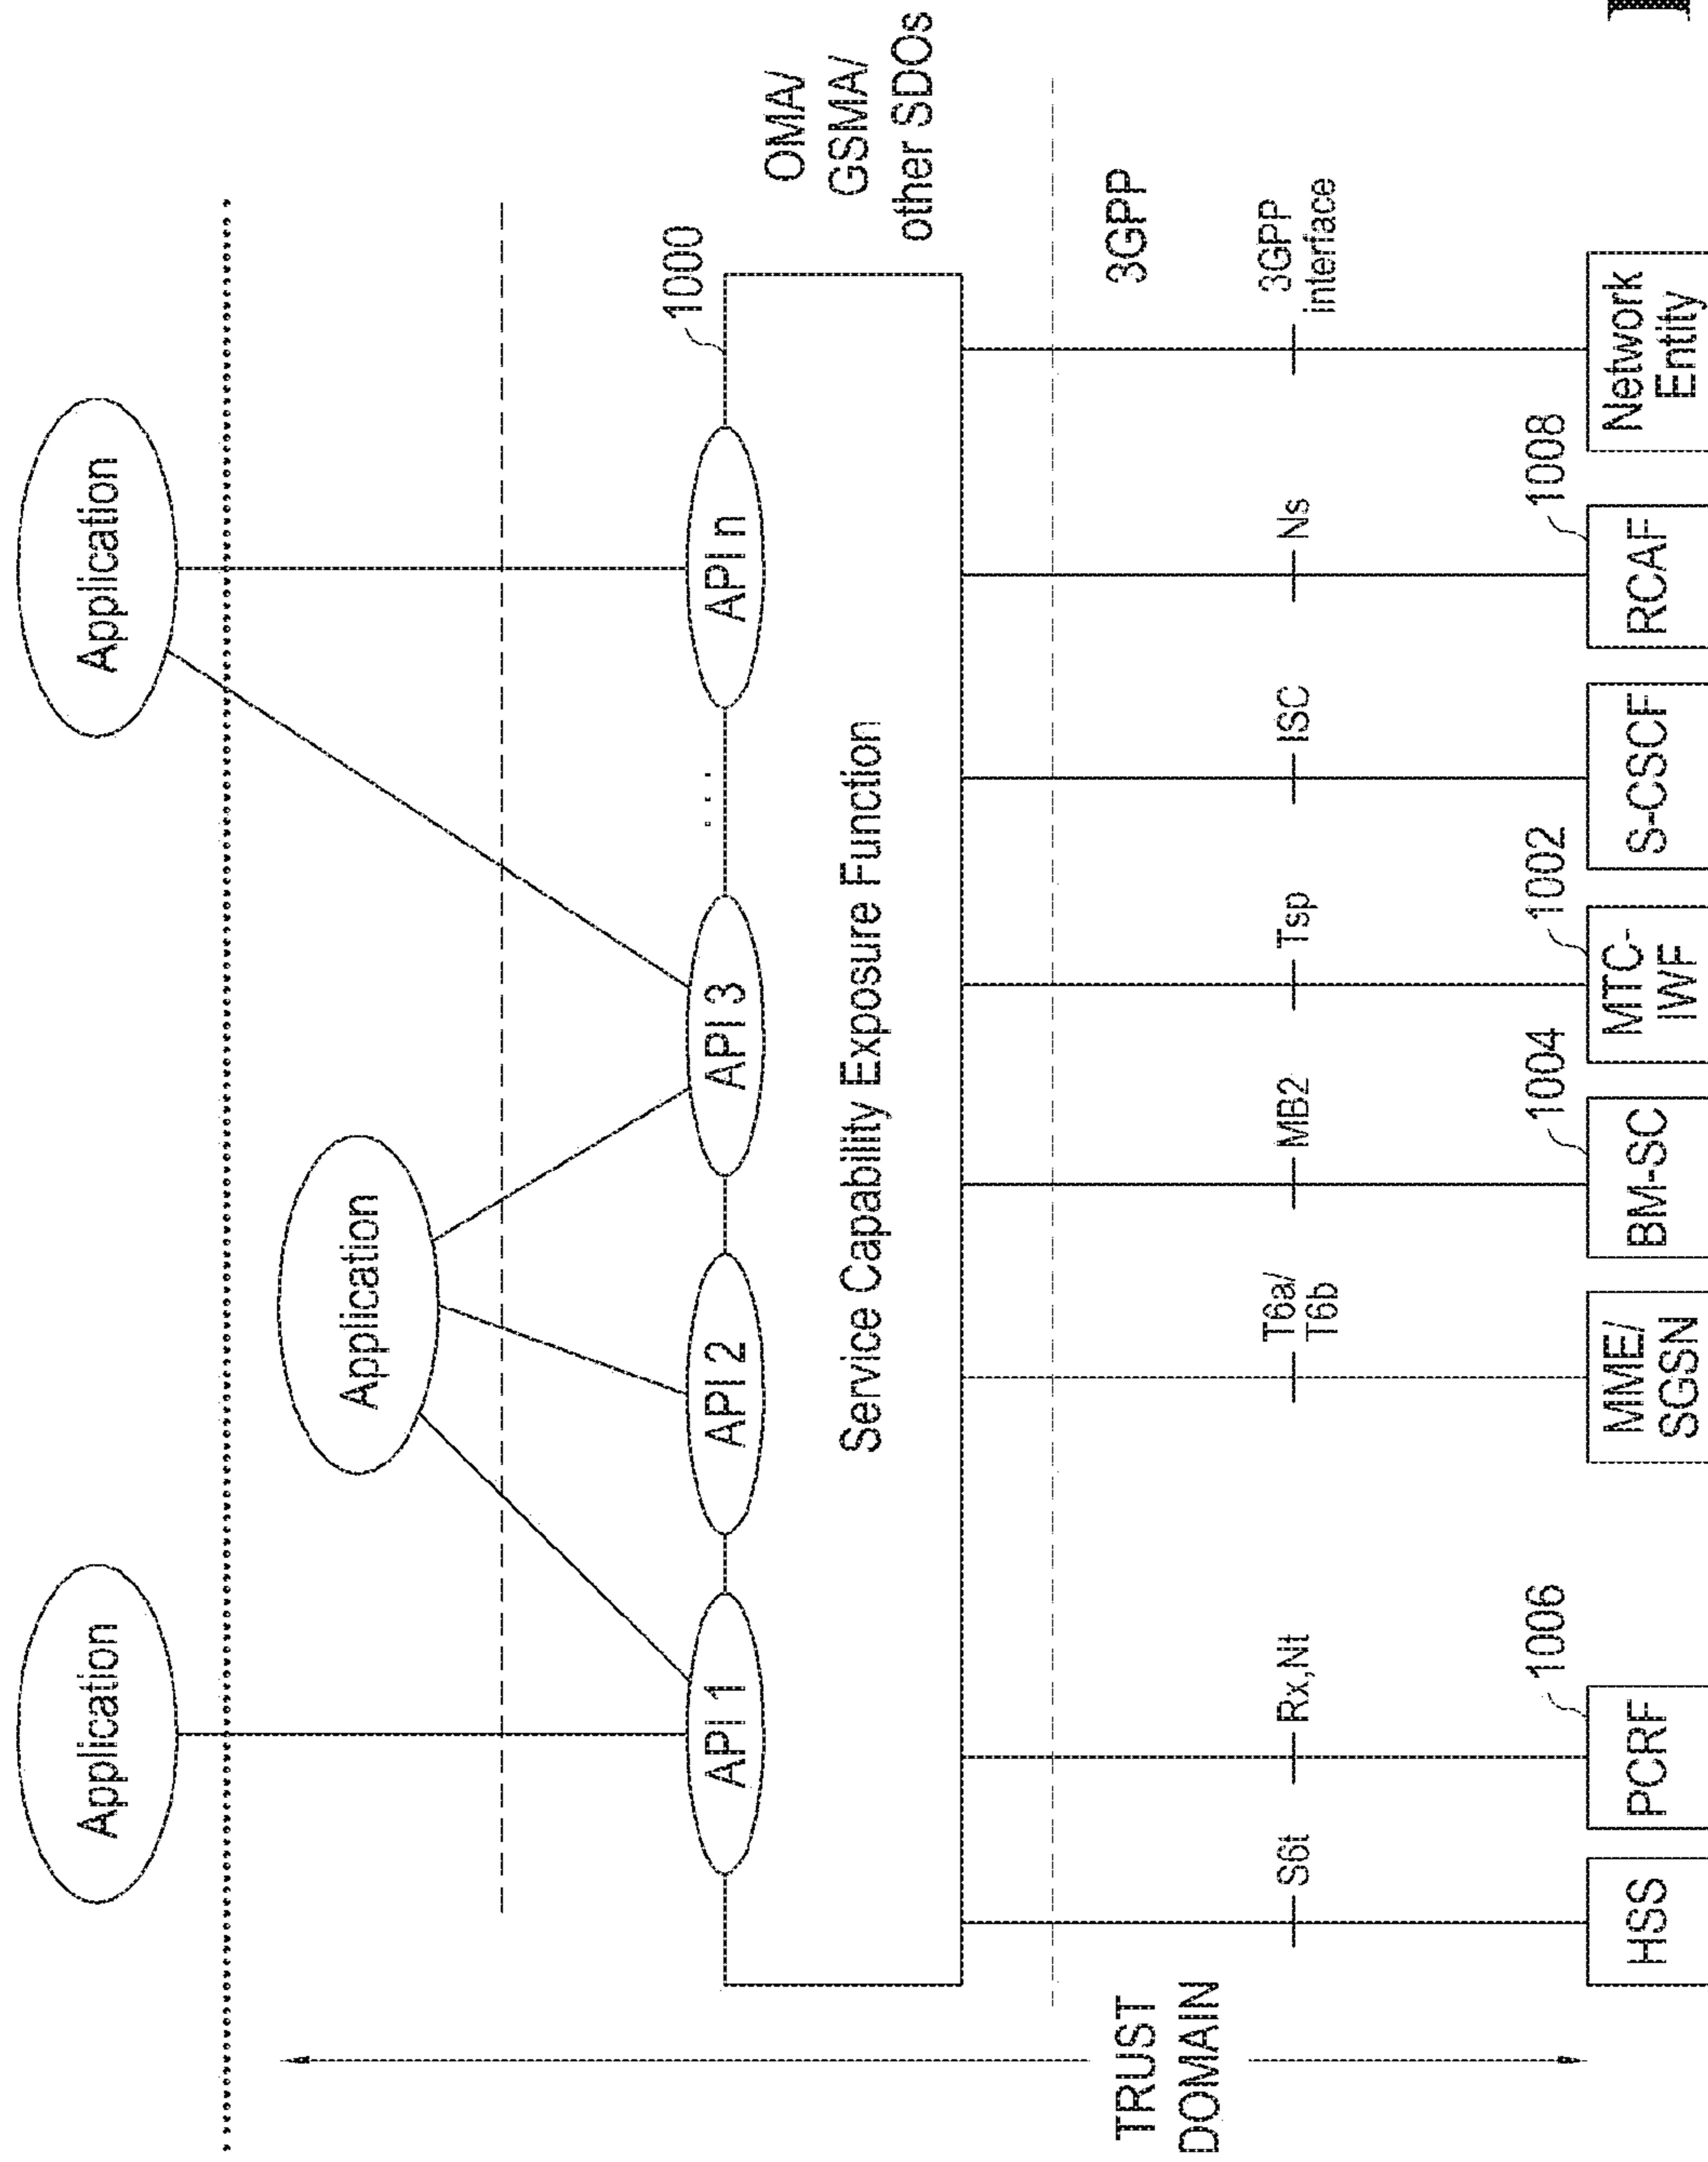 Application
Application
Application
API 1
API 2
API 3
...
API n
1000
Service Capability Exposure Function
OMA/
GSMA/
other SDOs
3GPP
TRUST
DOMAIN
S6t
Rx,Nt
T6a/
T6b
MB2
Tsp
ISC
Ns
3GPP
interface
1006
1004
1002
1008
HSS
PCRF
MME/
SGSN
BM-SC
MTC-
IWF
S-CSCF
RCAF
Network
Entity